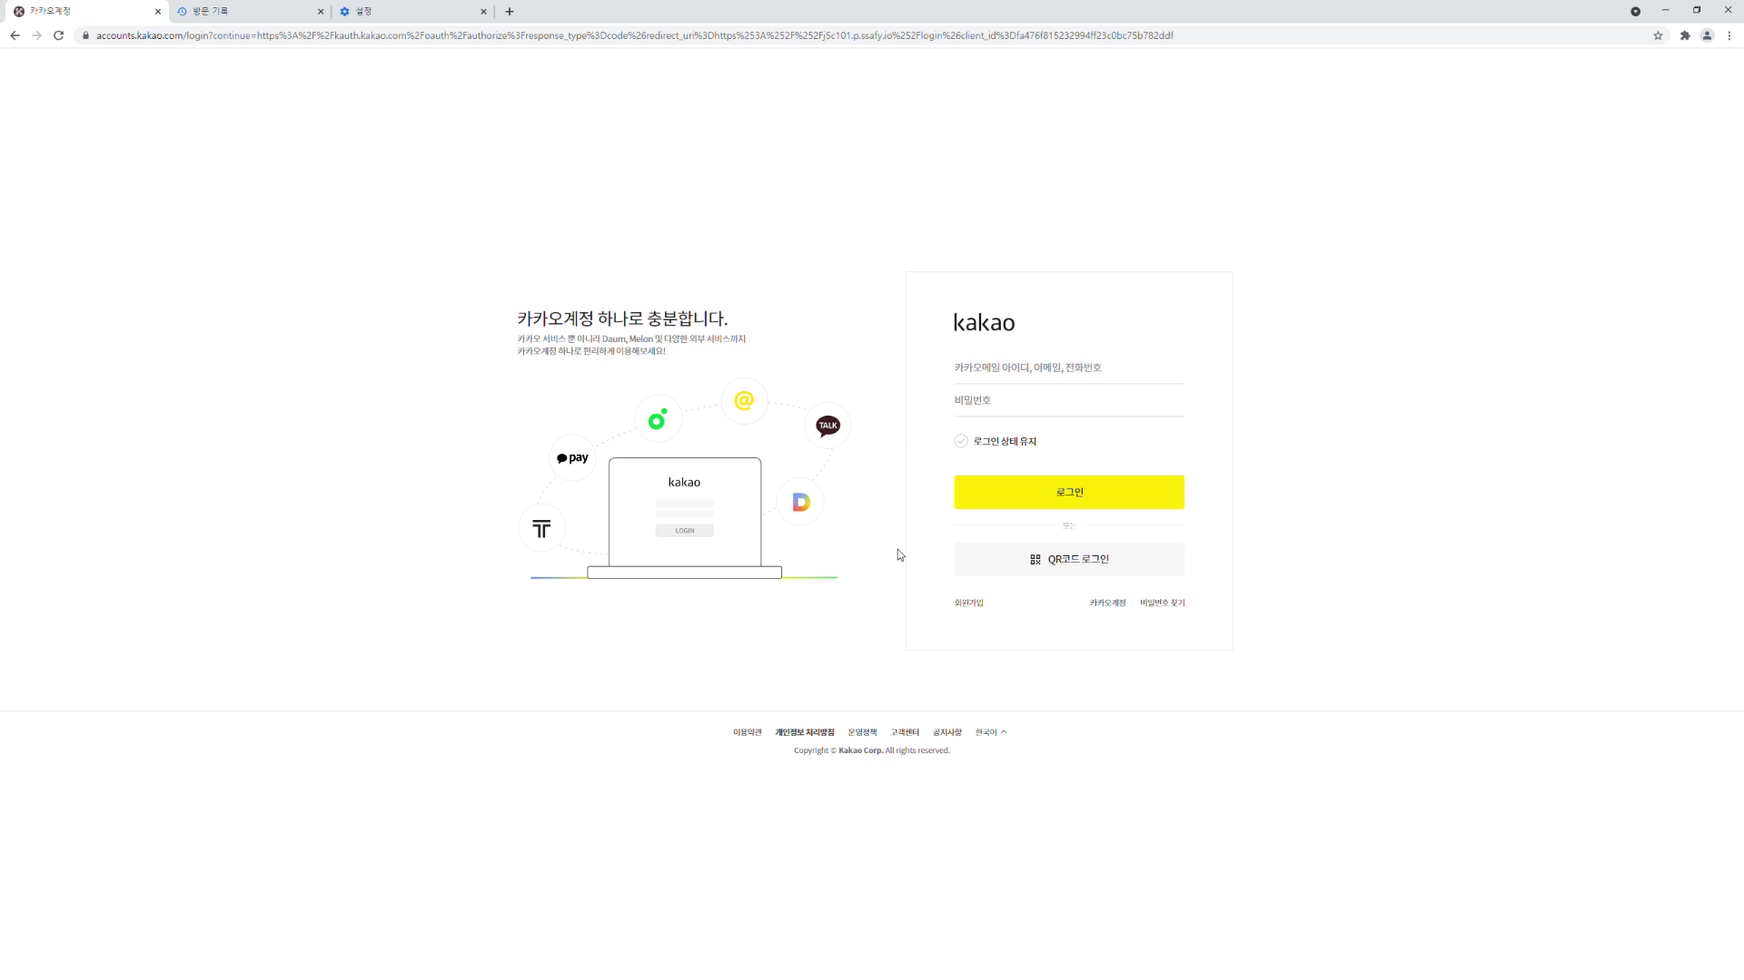 카카오계정
방문 기록
설정
accounts.kakao.com/login?continue=https%3A%2F%2Fkauth.kakao.com%2Foauth%2Fauthorize%3Fresponse_type%3Dcode%26redirect_uri%3Dhttps%253A%252F%252Fj5c101.p.ssafy.io%252Flogin%26client_id%3Dfa476f815232994ff23c0bc75b782ddf
카카오계정 하나로 충분합니다.
카카오 서비스 뿐 아니라 Daum, Melon 및 다양한 외부 서비스까지
카카오계정 하나로 편리하게 이용해보세요!
@
TALK
pay
kakao
LOGIN
D
T
kakao
카카오메일 아이디, 이메일, 전화번호
비밀번호
로그인 상태 유지
로그인
또는
QR코드 로그인
회원가입
카카오계정
비밀번호 찾기
이용약관 개인정보 처리방침 운영정책 고객센터 공지사항 한국어
Copyright © Kakao Corp. All rights reserved.